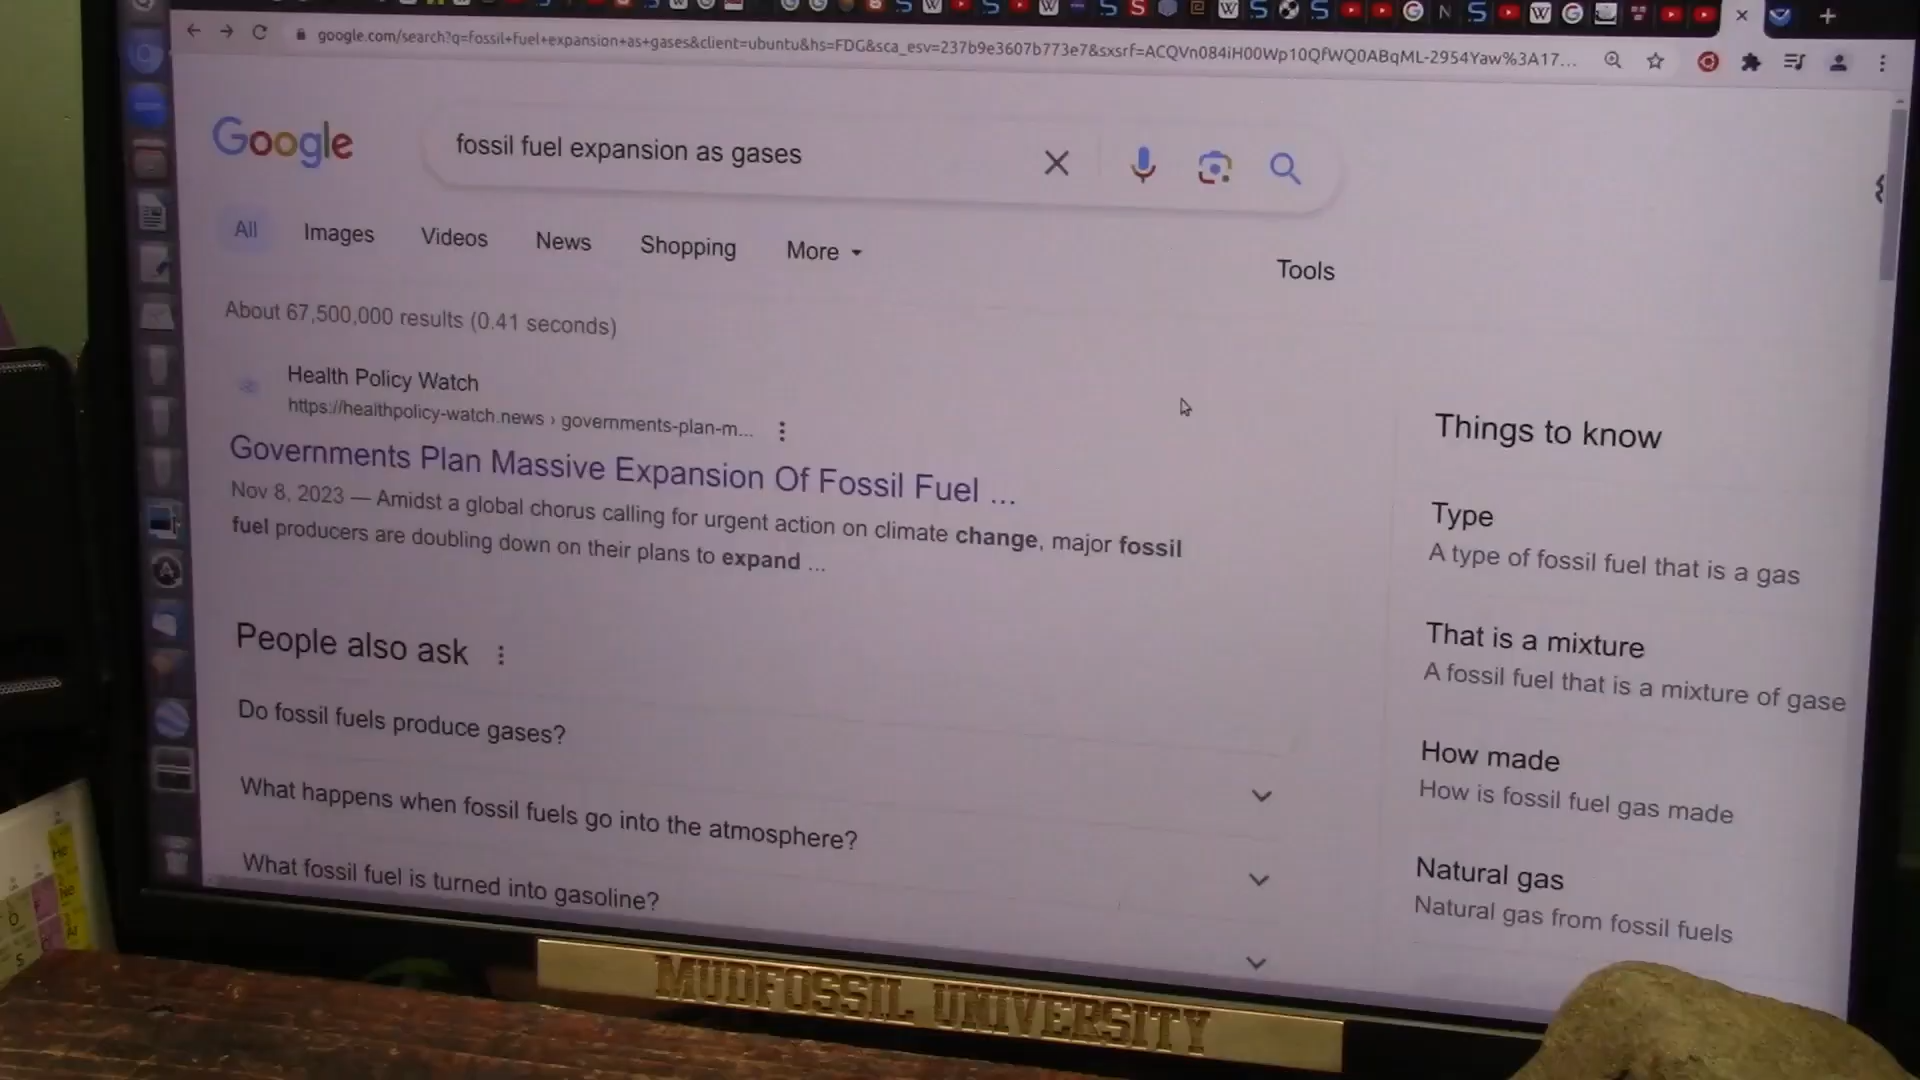 google.com/search?q=fossil+fuel+expansion+as+gases&client=ubuntu&hs=FDG&sca_esv=237b9e3607b773e7&sxsrf=ACQVn084iH00Wp10QfWQ0ABqML-2954Yaw%3A17...
Google
fossil fuel expansion as gases
All
Images
Videos
News
Shopping
More
Tools
About 67,500,000 results (0.41 seconds)
Health Policy Watch
https://healthpolicy-watch.news › governments-plan-m...
Governments Plan Massive Expansion Of Fossil Fuel ...
Nov 8, 2023 — Amidst a global chorus calling for urgent action on climate change, major fossil
fuel producers are doubling down on their plans to expand ...
People also ask
Do fossil fuels produce gases?
What happens when fossil fuels go into the atmosphere?
What fossil fuel is turned into gasoline?
Things to know
Type
A type of fossil fuel that is a gas
That is a mixture
A fossil fuel that is a mixture of gase
How made
How is fossil fuel gas made
Natural gas
Natural gas from fossil fuels
He
Ne
Ar
O
S
MUDFOSSIL UNIVERSITY